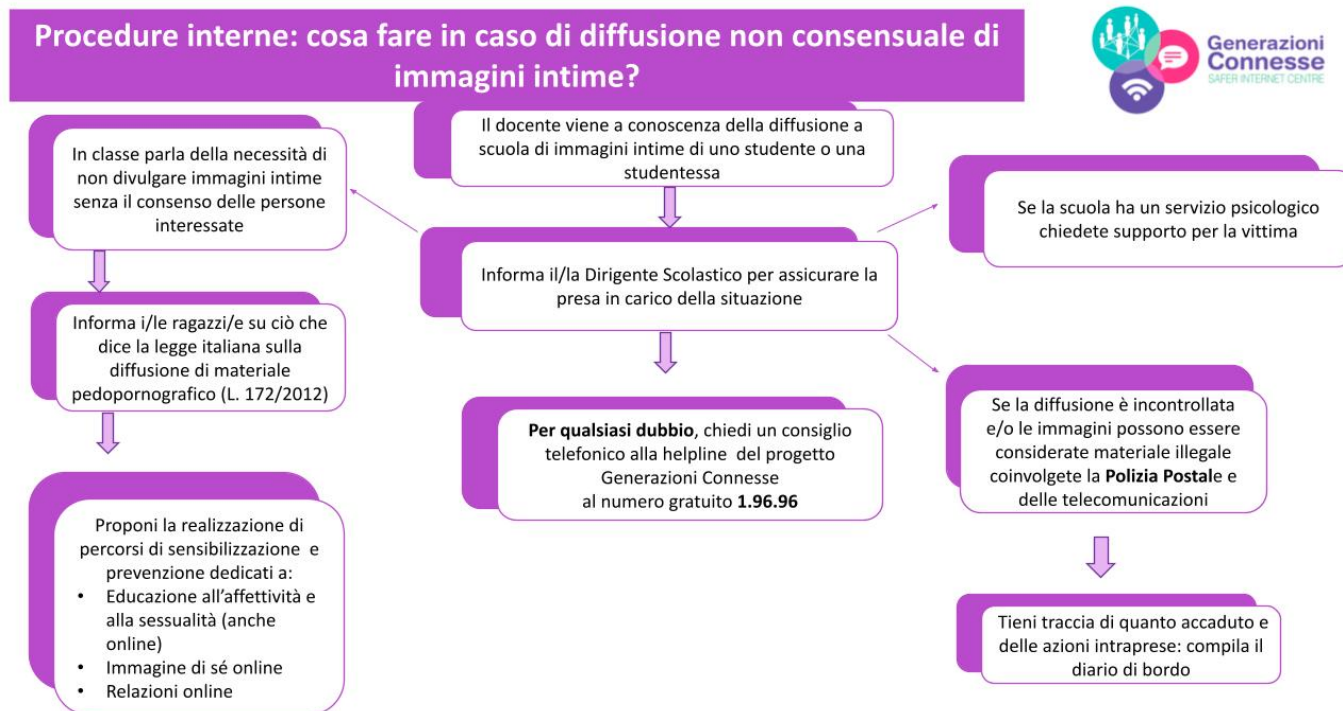 Procedure interne: cosa fare in caso di diffusione non consensuale di
immagini intime?
Generazioni
Connesse
SAFER INTERNET CENTRE
Il docente viene a conoscenza della diffusione a
scuola di immagini intime di uno studente o una
studentessa
In classe parla della necessità di
non divulgare immagini intime
senza il consenso delle persone
interessate
Se la scuola ha un servizio psicologico
chiedete supporto per la vittima
Informa il/la Dirigente Scolastico per assicurare la
presa in carico della situazione
Informa i/le ragazzi/e su ciò che
dice la legge italiana sulla
diffusione di materiale
pedopornografico (L. 172/2012)
Per qualsiasi dubbio, chiedi un consiglio
telefonico alla helpline del progetto
Generazioni Connesse
al numero gratuito 1.96.96
Se la diffusione è incontrollata
e/o le immagini possono essere
considerate materiale illegale
coinvolgete la Polizia Postale e
delle telecomunicazioni
Proponi la realizzazione di
percorsi di sensibilizzazione e
prevenzione dedicati a:
• Educazione all'affettività e
alla sessualità (anche
online)
• Immagine di sé online
• Relazioni online
Tieni traccia di quanto accaduto e
delle azioni intraprese: compila il
diario di bordo